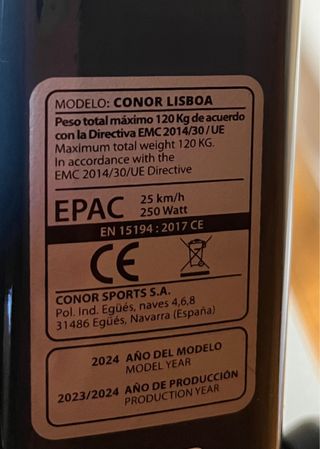 MODELO: CONOR LISBOA
Peso total máximo 120 Kg de acuerdo
con la Directiva EMC 2014/30/UE
Maximum total weight 120 KG.
In accordance with the
EMC 2014/30/UE Directive
EPAC 25 km/h
250 Watt
EN 15194 : 2017 CE
CE
CONOR SPORTS S.A.
Pol. Ind. Egüés, naves 4,6,8
31486 Egüés, Navarra (España)
2024 AÑO DEL MODELO
MODEL YEAR
2023/2024 AÑO DE PRODUCCIÓN
PRODUCTION YEAR